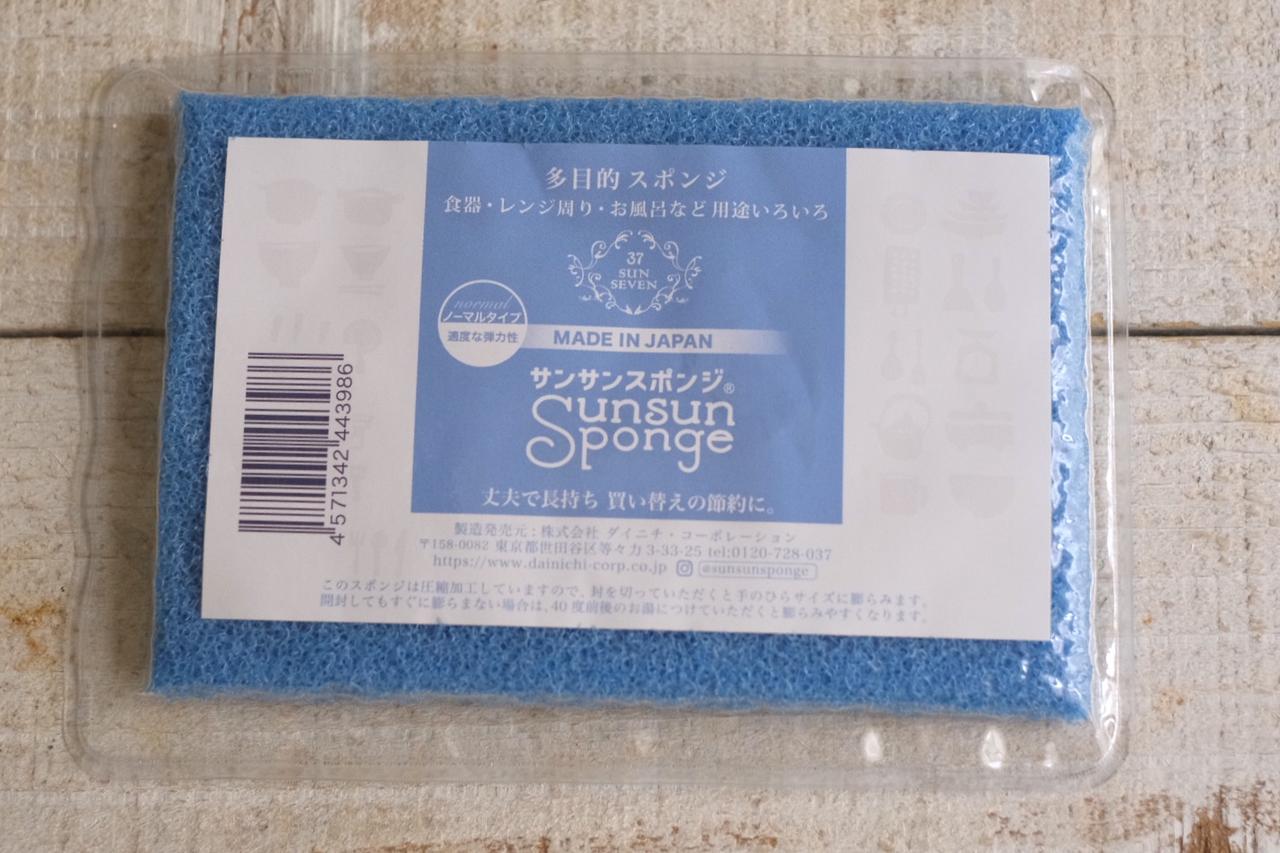 多目的 スポンジ
食器・レンジ周り・お風呂など 用途いろいろ
37
SUN
SEVEN
normal
ノーマルタイプ
適度な弾力性
MADE IN JAPAN
サンサンスポンジ®
Sunsun
Sponge
丈夫で長持ち 買い替えの節約に。
製造発売元：株式会社 ダイニチ・コーポレーション
〒158-0082 東京都世田谷区等々力 3-33-25 tel:0120-728-037
https://www.dainichi-corp.co.jp @sunsunsponge
このスポンジは圧縮加工していますので、封を切っていただくと手のひらサイズに膨らみます。
開封してもすぐに膨らまない場合は、40 度前後のお湯につけていただくと膨らみやすくなります。
4 571342 443986